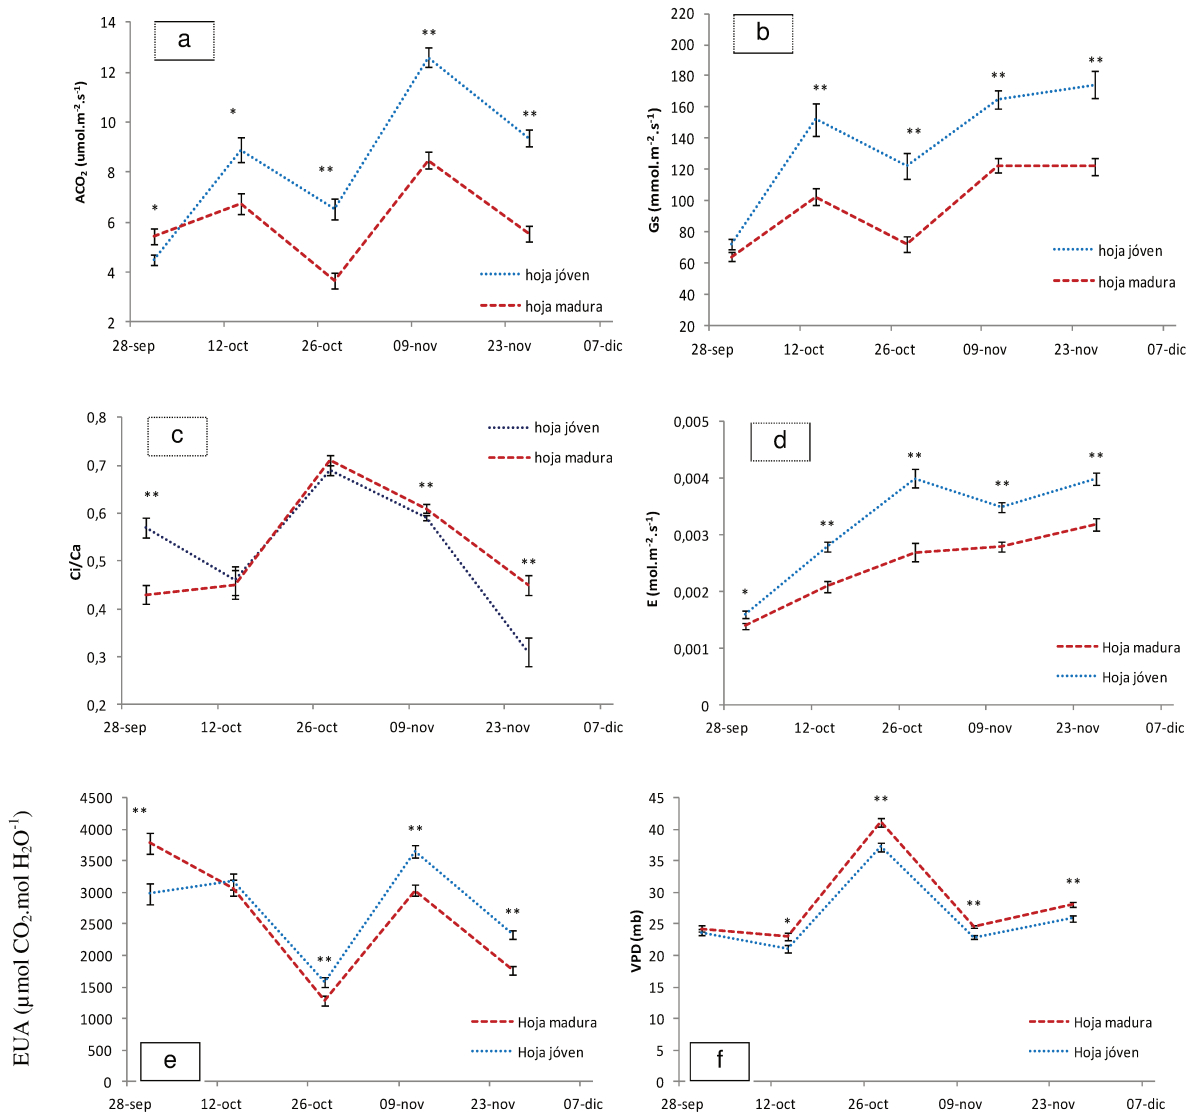 a
ACO₂ (umol.m⁻².s⁻¹)
14
12
10
8
6
4
2
28-sep 12-oct 26-oct 09-nov 23-nov 07-dic
* * ** ** **
hoja jóven
hoja madura
b
Gs (mmol.m⁻².s⁻¹)
220
200
180
160
140
120
100
80
60
40
20
28-sep 12-oct 26-oct 09-nov 23-nov 07-dic
** ** ** **
hoja jóven
hoja madura
c
Ci/Ca
0,8
0,7
0,6
0,5
0,4
0,3
0,2
28-sep 12-oct 26-oct 09-nov 23-nov 07-dic
** ** **
hoja jóven
hoja madura
d
E (mol.m⁻².s⁻¹)
0,005
0,004
0,003
0,002
0,001
0
28-sep 12-oct 26-oct 09-nov 23-nov 07-dic
* ** ** ** **
Hoja madura
Hoja jóven
e
EUA (µmol CO₂.mol H₂O⁻¹)
4500
4000
3500
3000
2500
2000
1500
1000
500
0
28-sep 12-oct 26-oct 09-nov 23-nov 07-dic
** ** ** **
Hoja madura
Hoja jóven
f
VPD (mb)
45
40
35
30
25
20
15
10
5
0
28-sep 12-oct 26-oct 09-nov 23-nov 07-dic
* ** ** **
Hoja madura
Hoja jóven